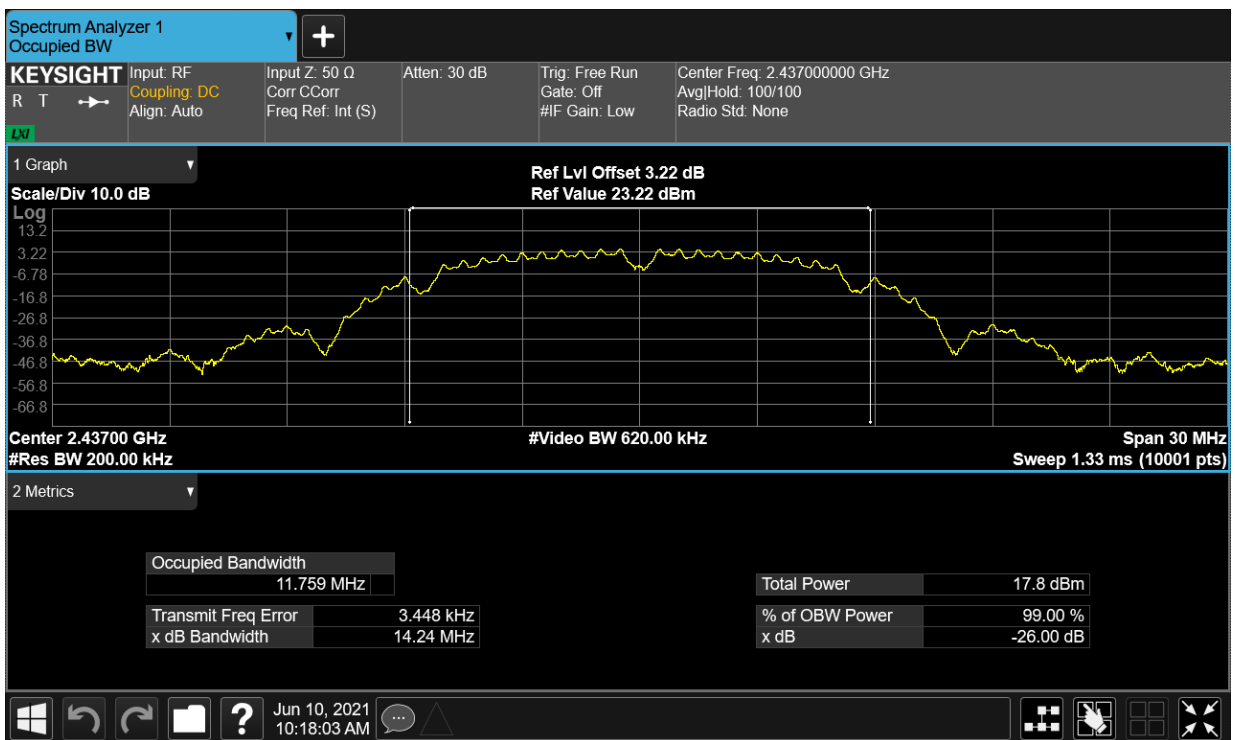 Spectrum Analyzer 1
Occupied BW
▼
+
KEYSIGHT
R T
LXI
Input: RF
Coupling: DC
Align: Auto
Input Z: 50 Ω
Corr CCorr
Freq Ref: Int (S)
Atten: 30 dB
Trig: Free Run
Gate: Off
#IF Gain: Low
Center Freq: 2.437000000 GHz
Avg|Hold: 100/100
Radio Std: None
1 Graph ▼
Scale/Div 10.0 dB
Ref Lvl Offset 3.22 dB
Ref Value 23.22 dBm
Log
13.2
3.22
-6.78
-16.8
-26.8
-36.8
-46.8
-56.8
-66.8
Center 2.43700 GHz
#Res BW 200.00 kHz
#Video BW 620.00 kHz
Span 30 MHz
Sweep 1.33 ms (10001 pts)
2 Metrics ▼
Occupied Bandwidth
11.759 MHz
Transmit Freq Error 3.448 kHz
x dB Bandwidth 14.24 MHz
Total Power 17.8 dBm
% of OBW Power 99.00 %
x dB -26.00 dB
?
Jun 10, 2021
10:18:03 AM